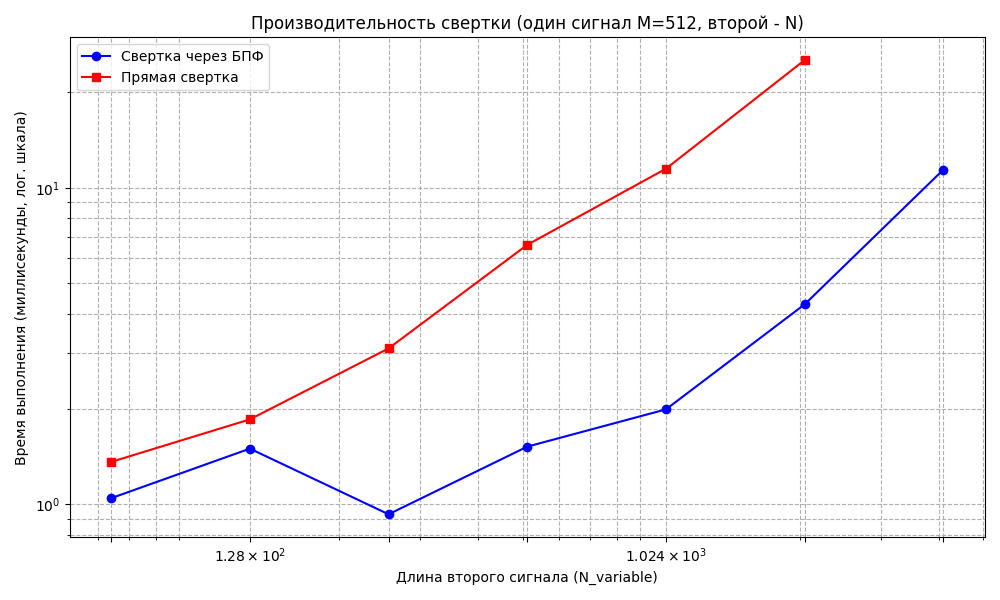 Производительность свертки (один сигнал M=512, второй - N)
Свертка через БПФ
Прямая свертка
Время выполнения (миллисекунды, лог. шкала)
10¹
10⁰
1.28 × 10² 1.024 × 10³
Длина второго сигнала (N_variable)